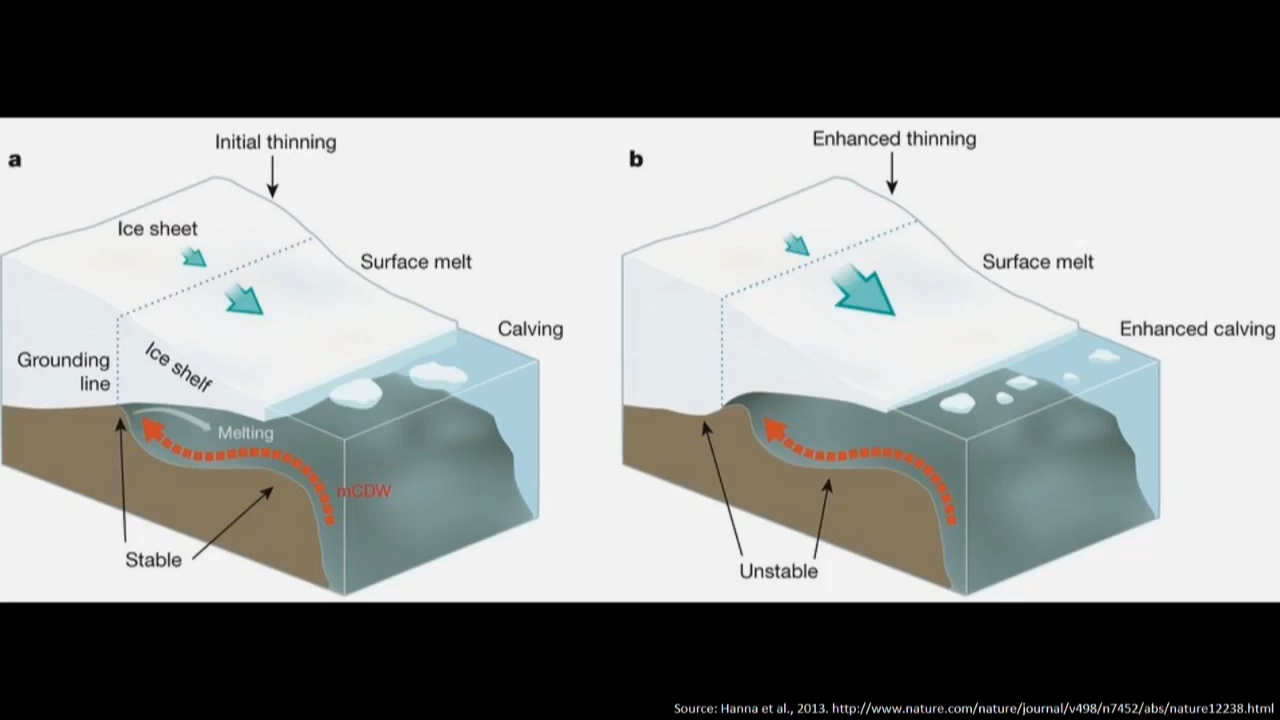 a
Initial thinning
Ice sheet
Surface melt
Calving
Grounding
line
Ice shelf
Melting
mCDW
Stable
b
Enhanced thinning
Surface melt
Enhanced calving
Unstable
Source: Hanna et al., 2013. http://www.nature.com/nature/journal/v498/n7452/abs/nature12238.html